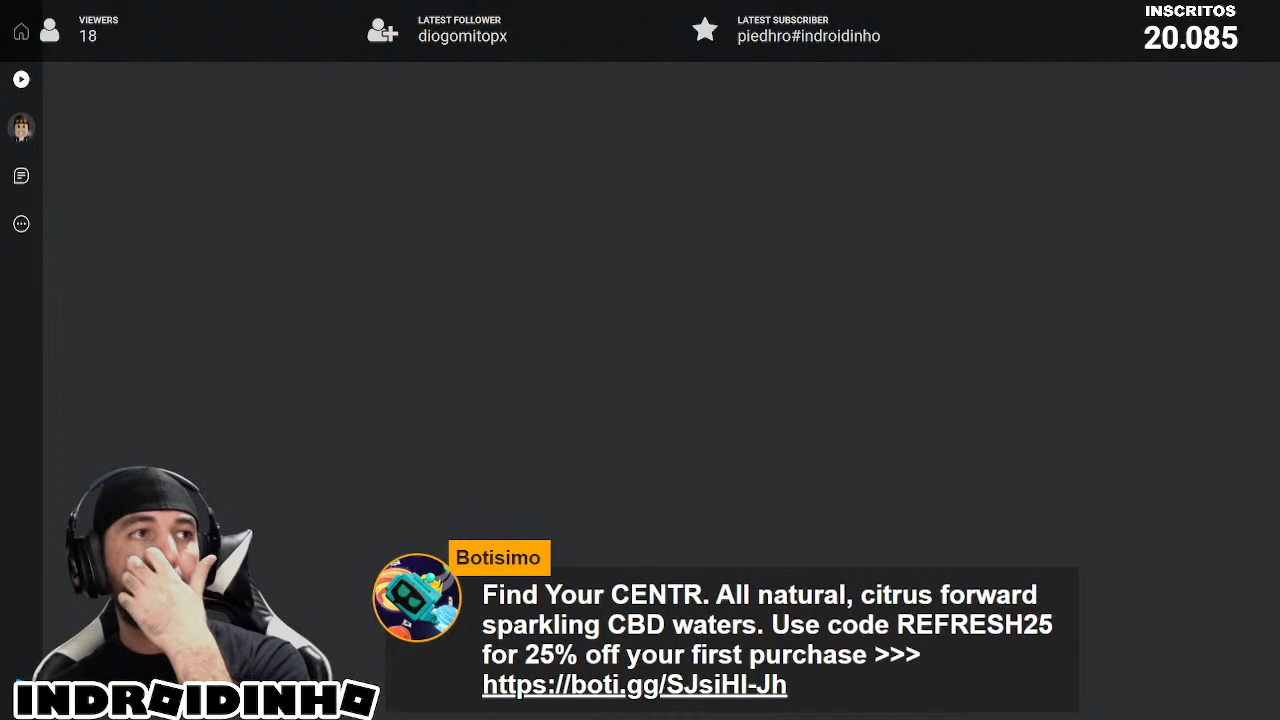 VIEWERS
18
LATEST FOLLOWER
diogomitopx
LATEST SUBSCRIBER
piedhro#indroidinho
INSCRITOS
20.085
Botisimo
Find Your CENTR. All natural, citrus forward
sparkling CBD waters. Use code REFRESH25
for 25% off your first purchase >>>
https://boti.gg/SJsiHI-Jh
INDROIDINHO